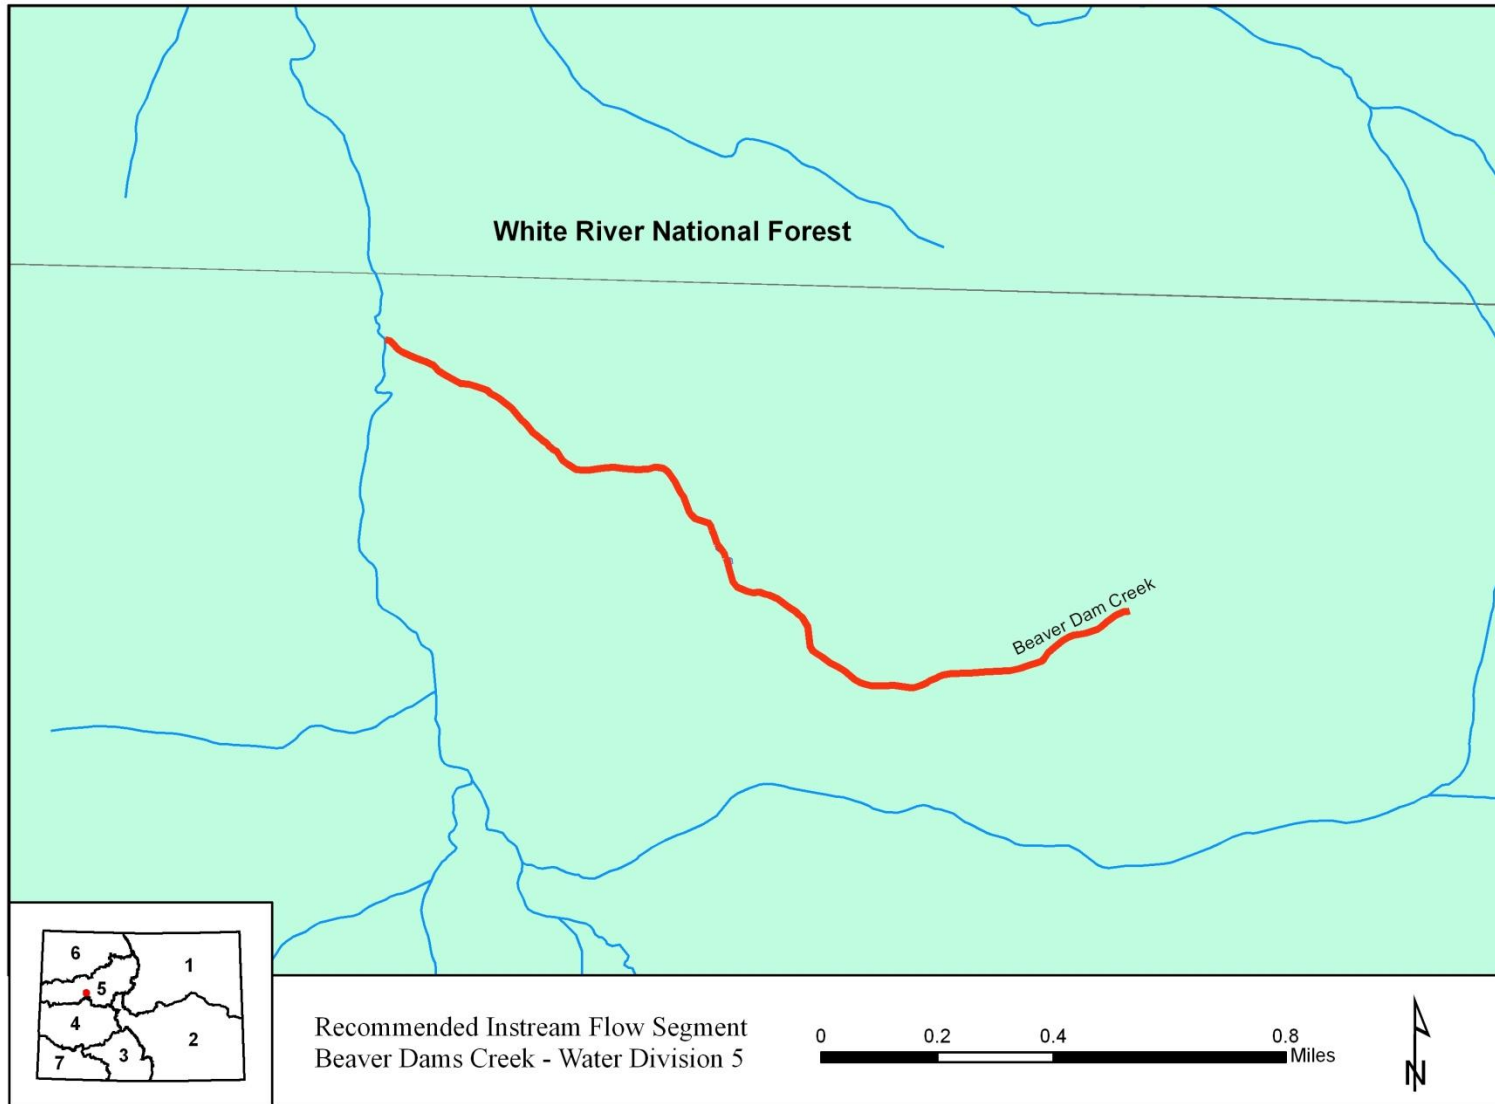 White River National Forest
Beaver Dam Creek
6
1
5
4
2
3
7
Recommended Instream Flow Segment
Beaver Dams Creek - Water Division 5
0 0.2 0.4 0.8
Miles
N